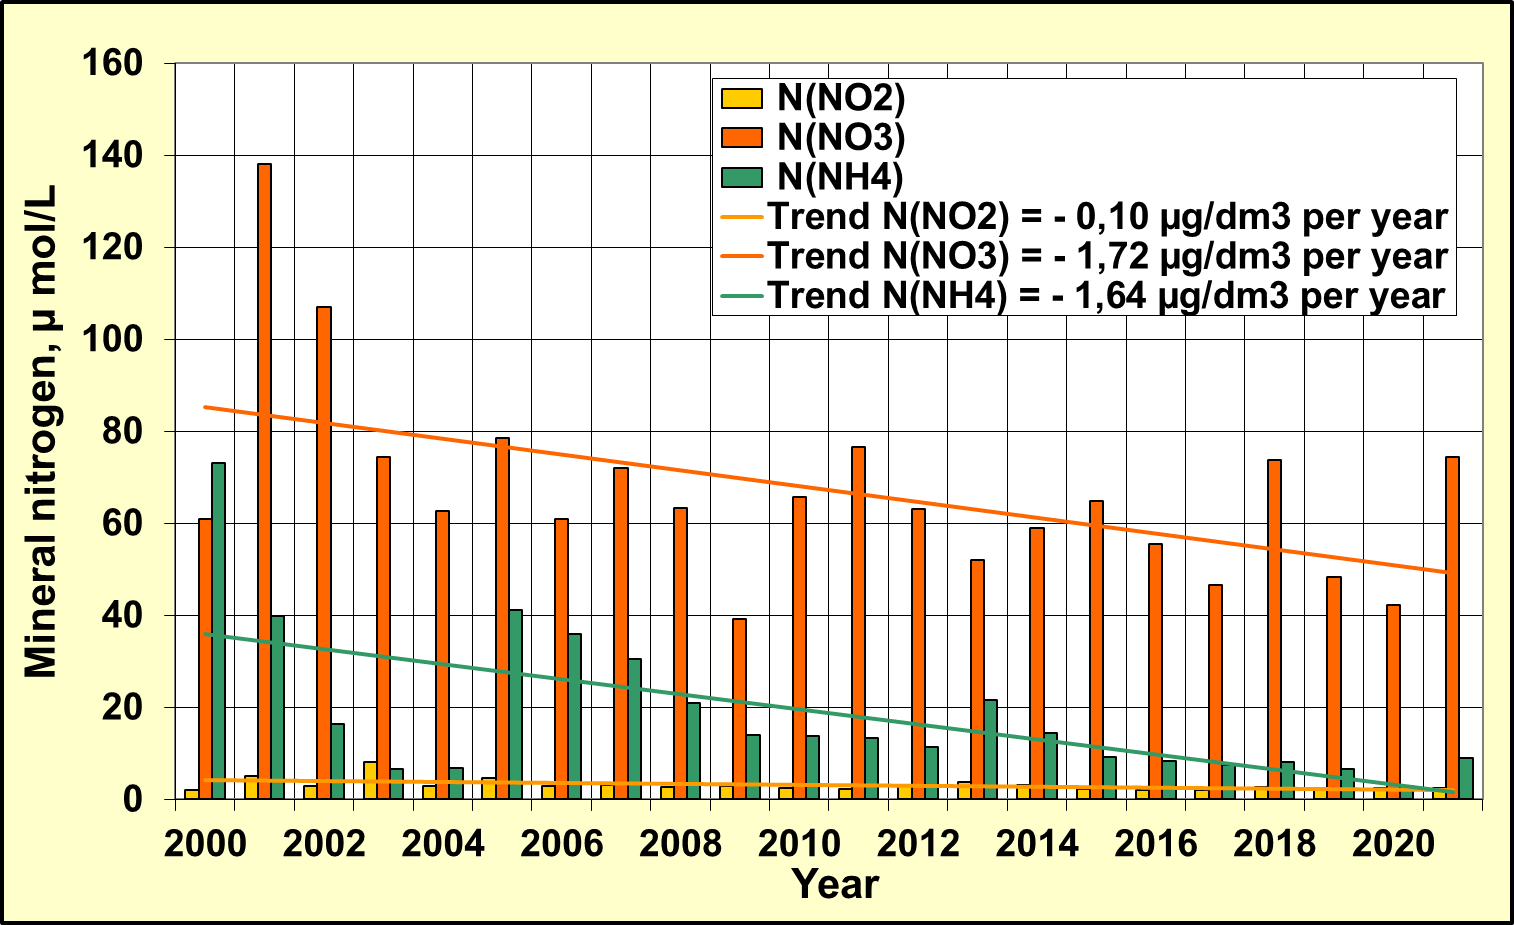 Mineral nitrogen, µ mol/L
160
140
120
100
80
60
40
20
0
N(NO2)
N(NO3)
N(NH4)
Trend N(NO2) = - 0,10 µg/dm3 per year
Trend N(NO3) = - 1,72 µg/dm3 per year
Trend N(NH4) = - 1,64 µg/dm3 per year
2000 2002 2004 2006 2008 2010 2012 2014 2016 2018 2020
Year